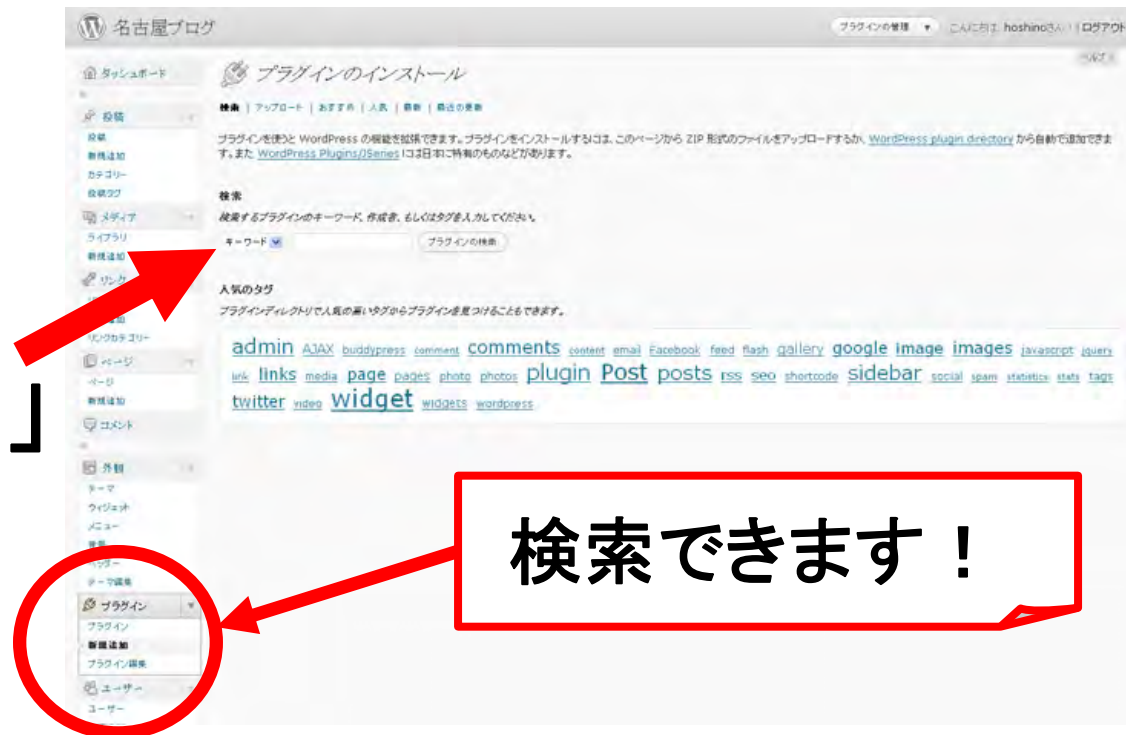 名古屋ブログ
プラグインの管理
こんにちは、hoshinoさん | ログアウト
ヘルプ
ダッシュボード
プラグインのインストール
検索 | アップロード | おすすめ | 人気 | 最新 | 最近の更新
プラグインを使うと WordPress の機能を拡張できます。プラグインをインストールするには、このページから ZIP 形式のファイルをアップロードするか、WordPress plugin directory から自動で追加できま
す。また WordPress Plugins/JSeries には日本に特有のものなどがあります。
検索
検索するプラグインのキーワード、作成者、もしくはタグを入力してください。
キーワード
プラグインの検索
人気のタグ
プラグインディレクトリで人気の高いタグからプラグインを見つけることもできます。
admin AJAX buddypress comment comments content email Facebook feed flash gallery google image images javascript jquery
link links media page pages photo photos plugin Post posts rss seo shortcode sidebar social spam statistics stats tags
twitter video widget widgets wordpress
投稿
投稿
新規追加
カテゴリー
投稿タグ
メディア
ライブラリ
新規追加
リンク
リンクカテゴリー
ページ
ページ
新規追加
コメント
」
外観
テーマ
ウィジェット
メニュー
背景
ヘッダー
テーマ編集
プラグイン
プラグイン
新規追加
プラグイン編集
ユーザー
ユーザー
検索できます！